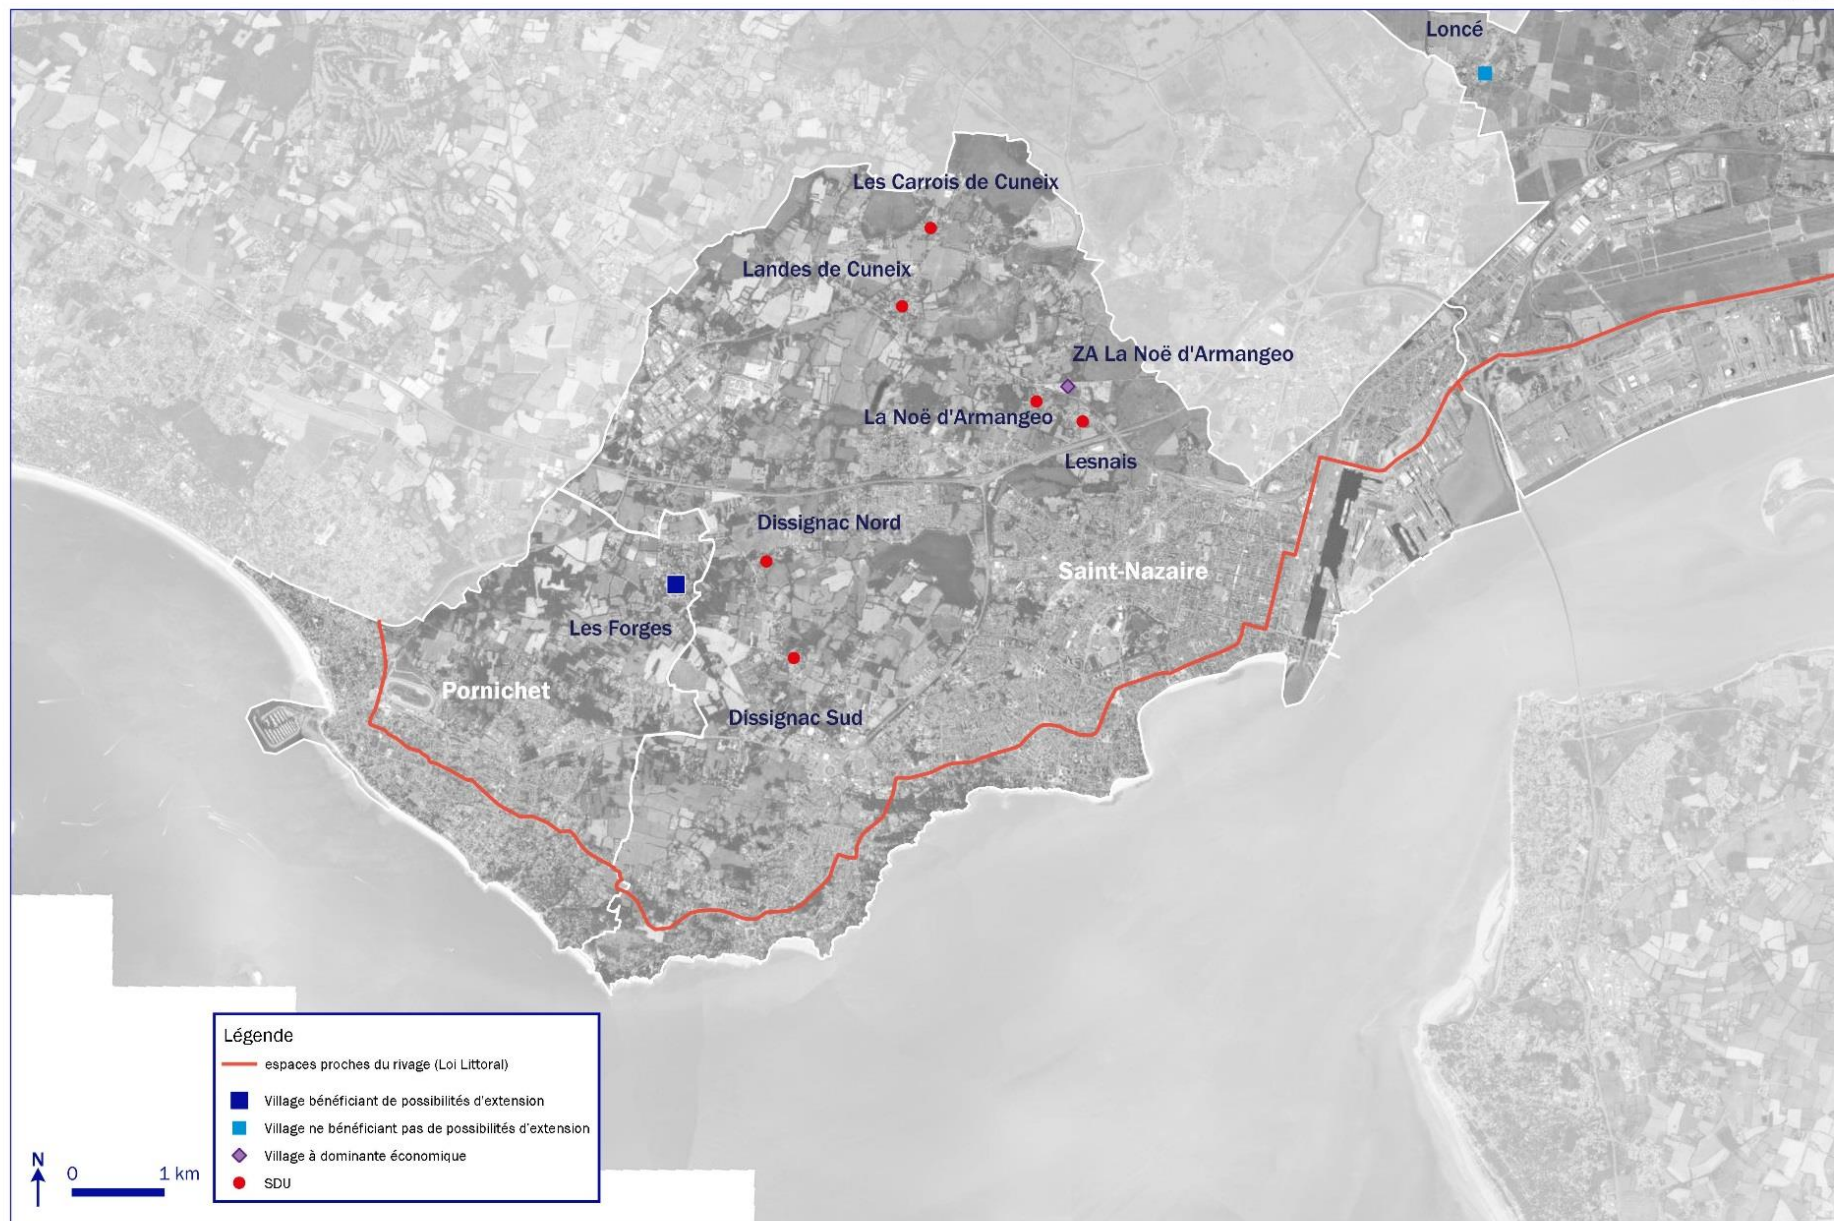 Loncé
Les Carrois de Cuneix
Landes de Cuneix
ZA La Noë d'Armangeo
La Noë d'Armangeo
Lesnais
Dissignac Nord
Saint-Nazaire
Les Forges
Pornichet
Dissignac Sud
Légende
espaces proches du rivage (Loi Littoral)
Village bénéficiant de possibilités d'extension
Village ne bénéficiant pas de possibilités d'extension
Village à dominante économique
SDU
N
0 1 km